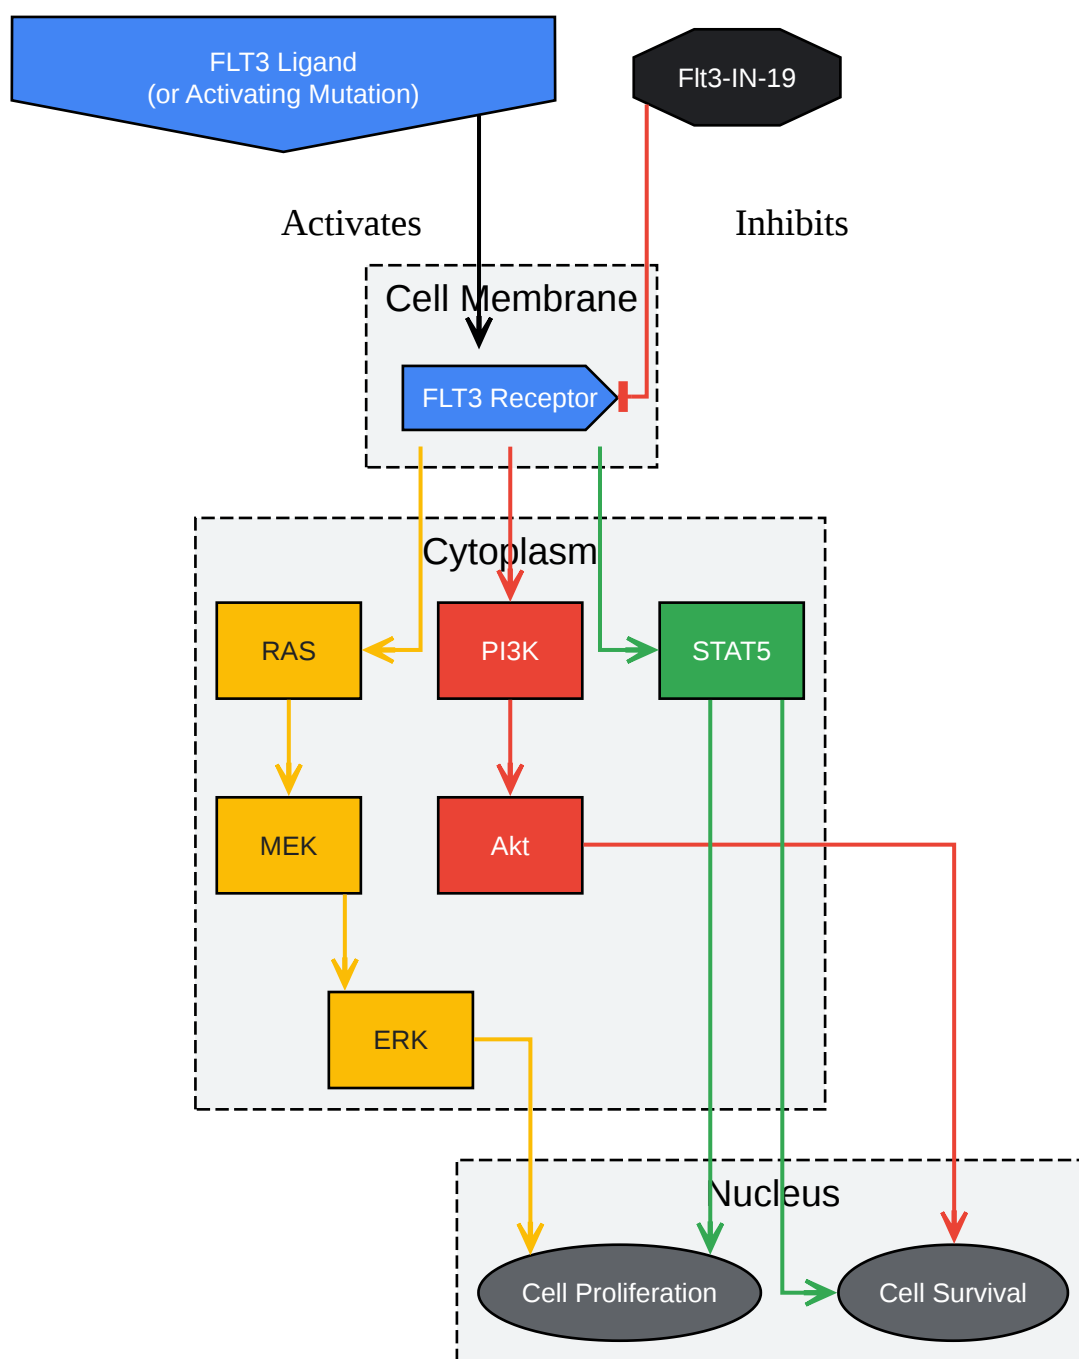 FLT3 Ligand
(or Activating Mutation)
Flt3-IN-19
Activates
Inhibits
Cell Membrane
FLT3 Receptor
Cytoplasm
RAS
PI3K
STAT5
MEK
Akt
ERK
Nucleus
Cell Proliferation
Cell Survival